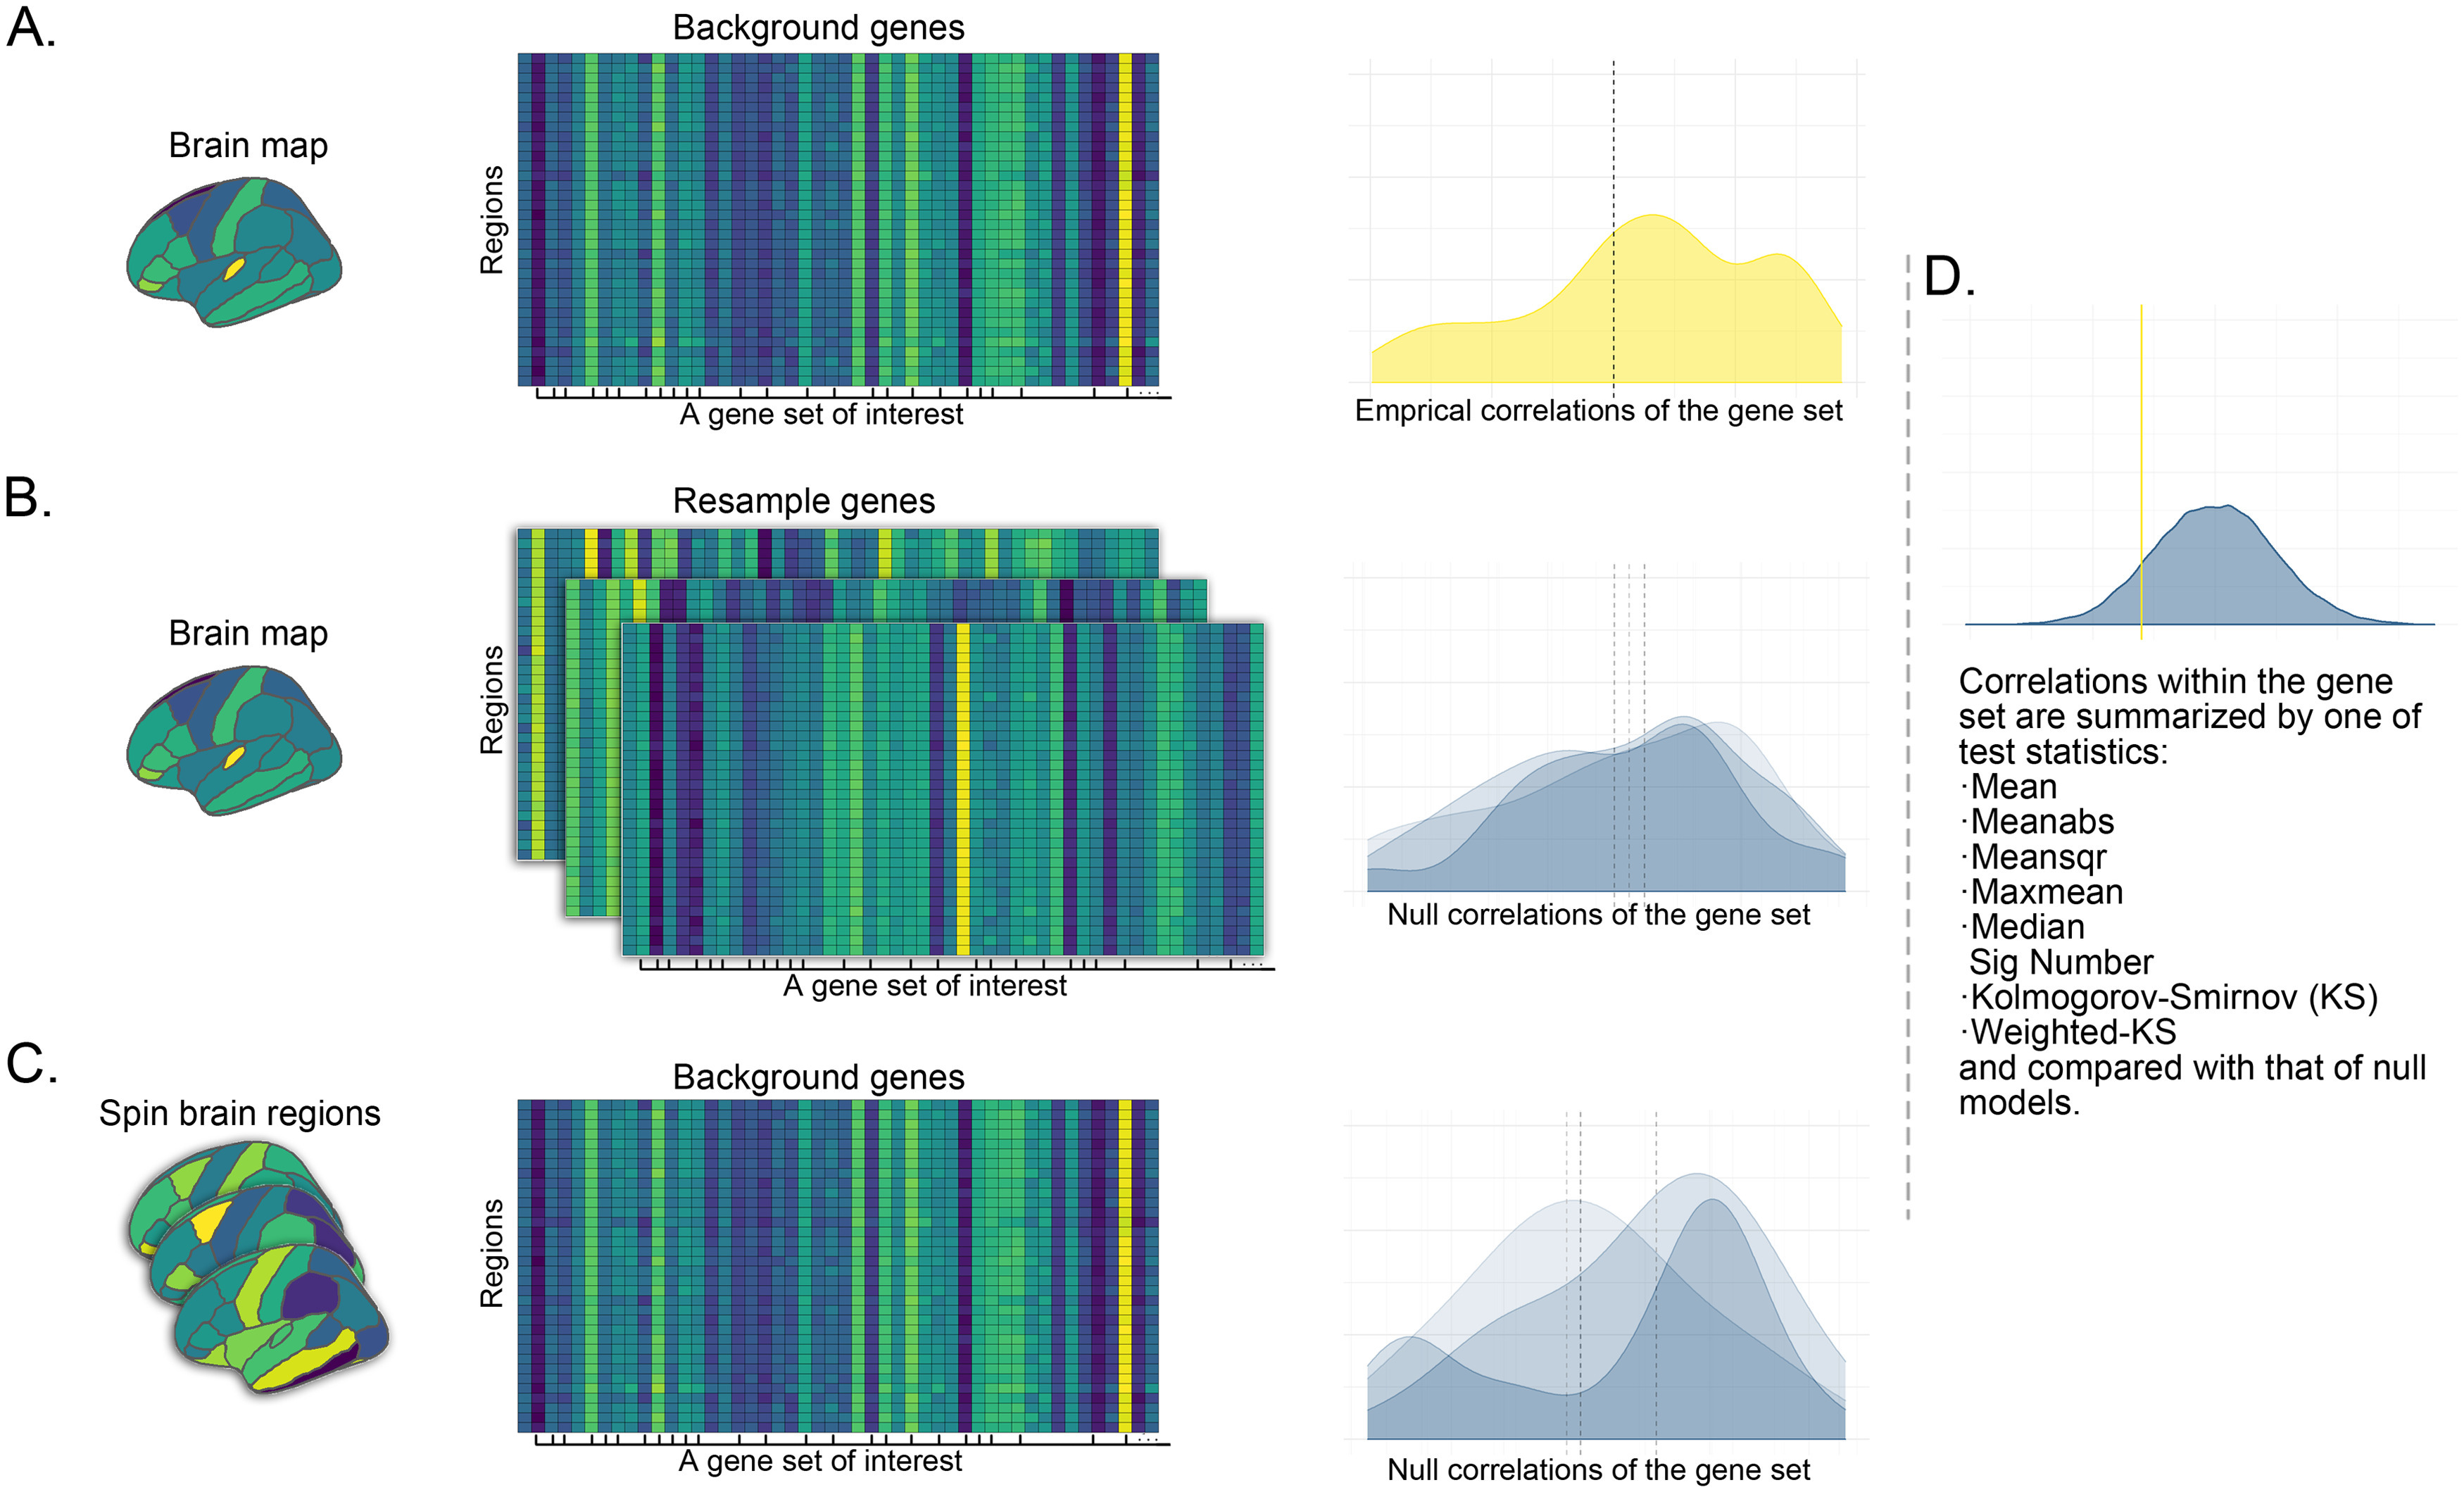 A.
Background genes
Brain map
Regions
A gene set of interest
Emprical correlations of the gene set
B.
Resample genes
Brain map
Regions
A gene set of interest
Null correlations of the gene set
C.
Background genes
Spin brain regions
Regions
A gene set of interest
Null correlations of the gene set
D.
Correlations within the gene
set are summarized by one of
test statistics:
·Mean
·Meanabs
·Meansqr
·Maxmean
·Median
Sig Number
·Kolmogorov-Smirnov (KS)
·Weighted-KS
and compared with that of null
models.